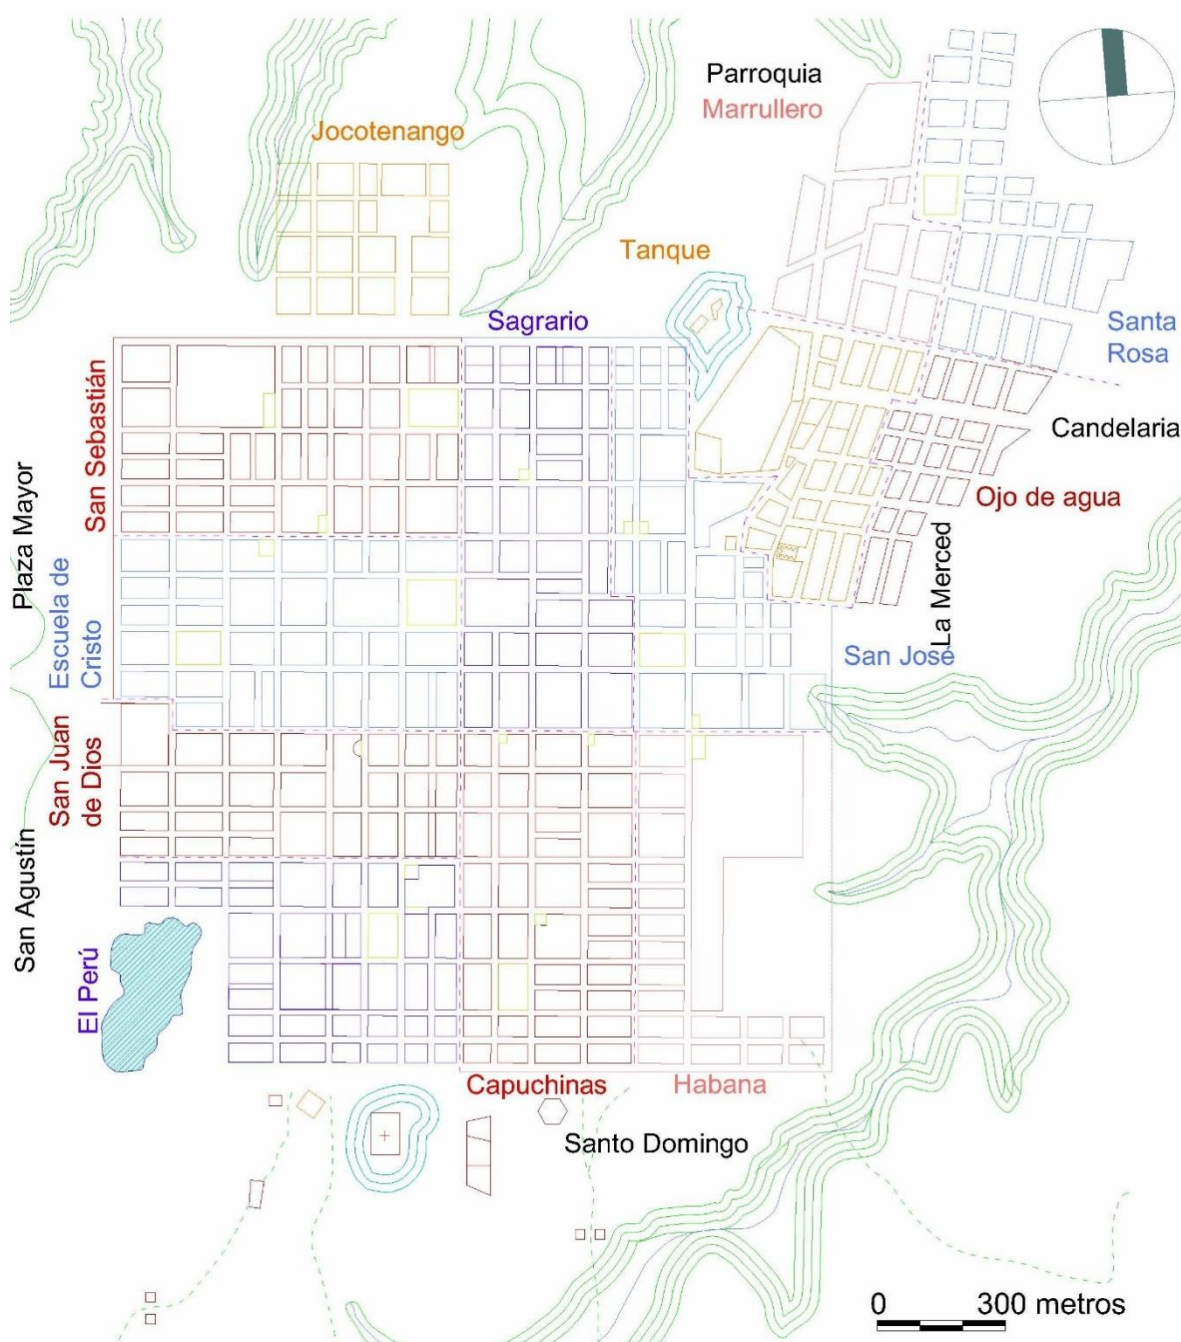 Parroquia
Marrullero
Jocotenango
Tanque
Sagrario
Santa
Rosa
San Sebastián
Candelaria
Plaza Mayor
Ojo de agua
La Merced
Escuela de
Cristo
San José
San Juan
de Dios
San Agustín
El Perú
Capuchinas
Habana
Santo Domingo
0 300 metros